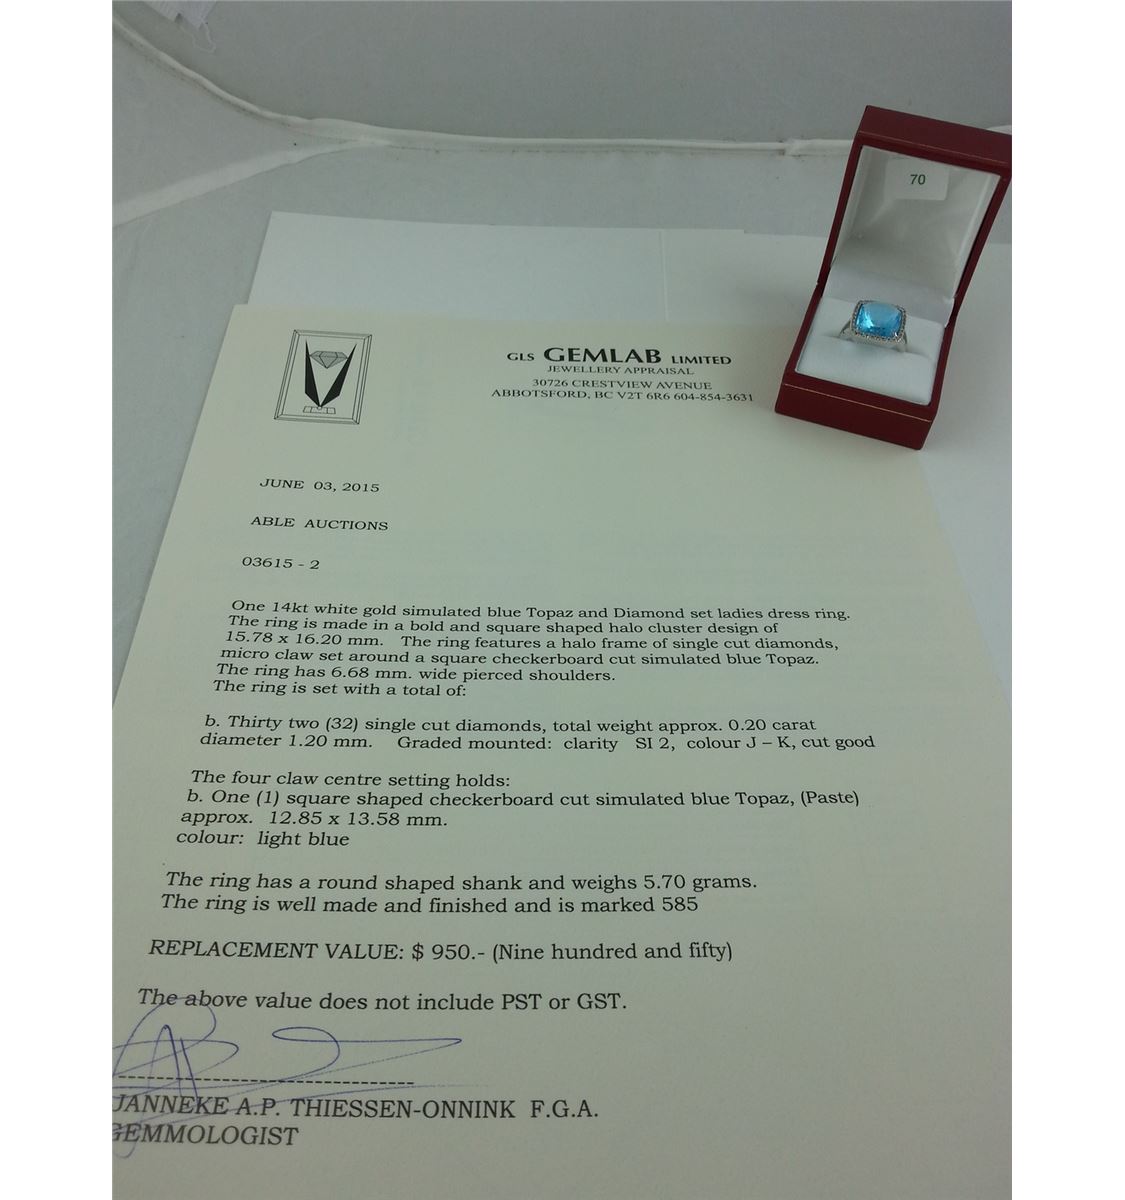 70
GLS GEMLAB LIMITED
JEWELLERY APPRAISAL
30726 CRESTVIEW AVENUE
ABBOTSFORD, BC V2T 6R6 604-854-3631
JUNE 03, 2015
ABLE AUCTIONS
03615 - 2
One 14kt white gold simulated blue Topaz and Diamond set ladies dress ring.
The ring is made in a bold and square shaped halo cluster design of
15.78 x 16.20 mm. The ring features a halo frame of single cut diamonds,
micro claw set around a square checkerboard cut simulated blue Topaz.
The ring has 6.68 mm. wide pierced shoulders.
The ring is set with a total of:
b. Thirty two (32) single cut diamonds, total weight approx. 0.20 carat
diameter 1.20 mm. Graded mounted: clarity SI 2, colour J – K, cut good
The four claw centre setting holds:
b. One (1) square shaped checkerboard cut simulated blue Topaz, (Paste)
approx. 12.85 x 13.58 mm.
colour: light blue
The ring has a round shaped shank and weighs 5.70 grams.
The ring is well made and finished and is marked 585
REPLACEMENT VALUE: $ 950.- (Nine hundred and fifty)
The above value does not include PST or GST.
JANNEKE A.P. THIESSEN-ONNINK F.G.A.
GEMMOLOGIST